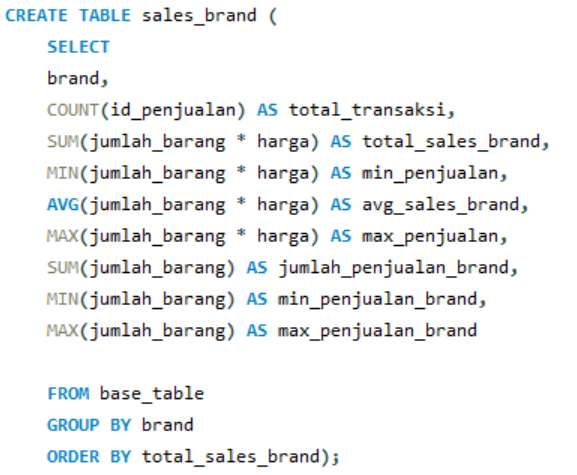 CREATE TABLE sales_brand (
SELECT
brand,
COUNT(id_penjualan) AS total_transaksi,
SUM(jumlah_barang * harga) AS total_sales_brand,
MIN(jumlah_barang * harga) AS min_penjualan,
AVG(jumlah_barang * harga) AS avg_sales_brand,
MAX(jumlah_barang * harga) AS max_penjualan,
SUM(jumlah_barang) AS jumlah_penjualan_brand,
MIN(jumlah_barang) AS min_penjualan_brand,
MAX(jumlah_barang) AS max_penjualan_brand
FROM base_table
GROUP BY brand
ORDER BY total_sales_brand);